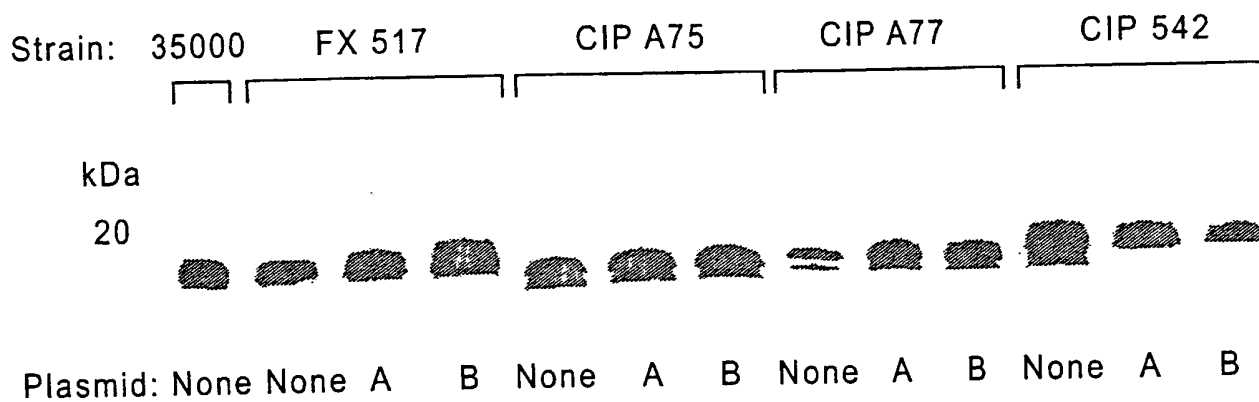 Strain: 35000 FX 517 CIP A75 CIP A77 CIP 542
kDa
20
Plasmid: None None A B None A B None A B None A B